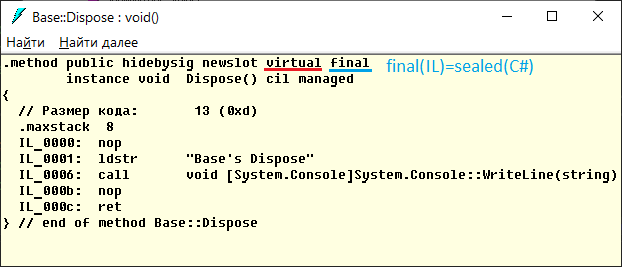 Base::Dispose : void()
Найти Найти далее
.method public hidebysig newslot virtual final final(IL)=sealed(C#)
instance void Dispose() cil managed
{
// Размер кода: 13 (0xd)
.maxstack 8
IL_0000: nop
IL_0001: ldstr "Base's Dispose"
IL_0006: call void [System.Console]System.Console::WriteLine(string)
IL_000b: nop
IL_000c: ret
} // end of method Base::Dispose